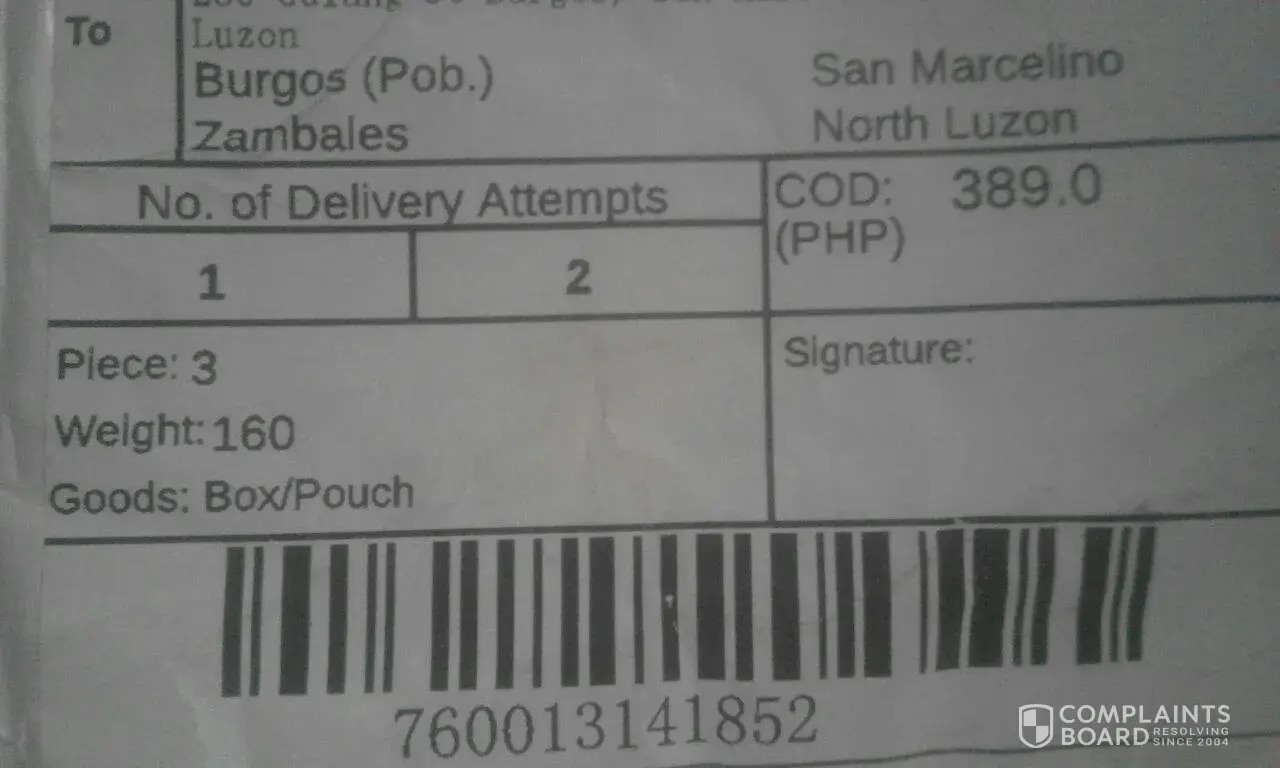 To
Luzon
Burgos (Pob.) San Marcelino
Zambales North Luzon
No. of Delivery Attempts
COD: 389.0
(PHP)
1 2
Piece: 3
Signature:
Weight: 160
Goods: Box/Pouch
760013141852
COMPLAINTS
BOARD RESOLVING
SINCE 2004